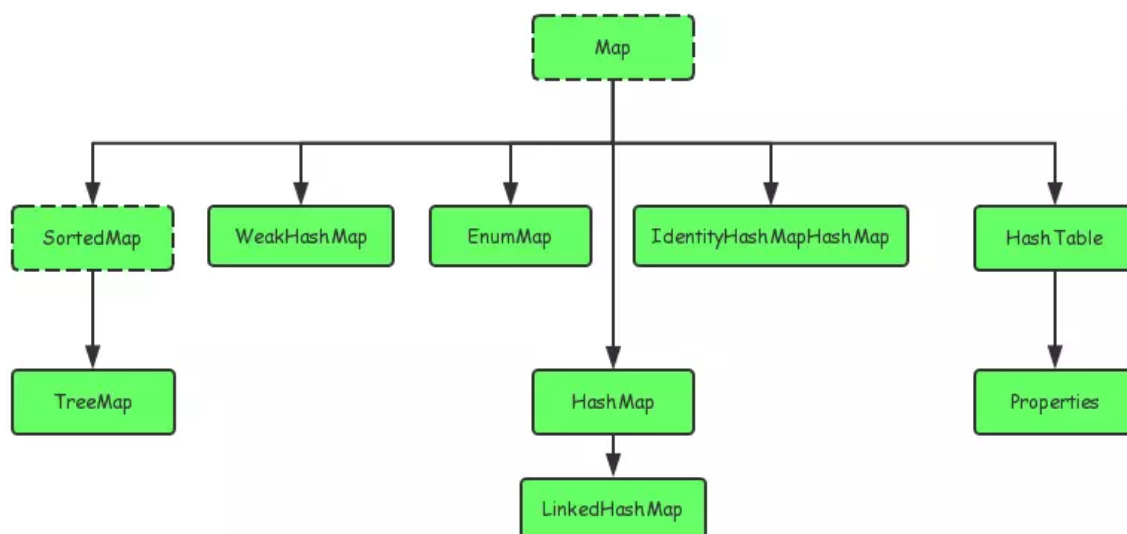 Map
SortedMap
WeakHashMap
EnumMap
IdentityHashMapHashMap
HashTable
TreeMap
HashMap
Properties
LinkedHashMap